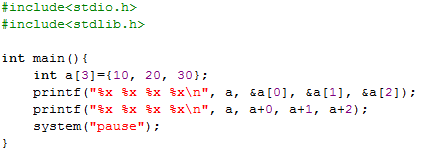 #include<stdio.h>
#include<stdlib.h>
int main(){
    int a[3]={10, 20, 30};
    printf("%x %x %x %x\n", a, &a[0], &a[1], &a[2]);
    printf("%x %x %x %x\n", a, a+0, a+1, a+2);
    system("pause");
}